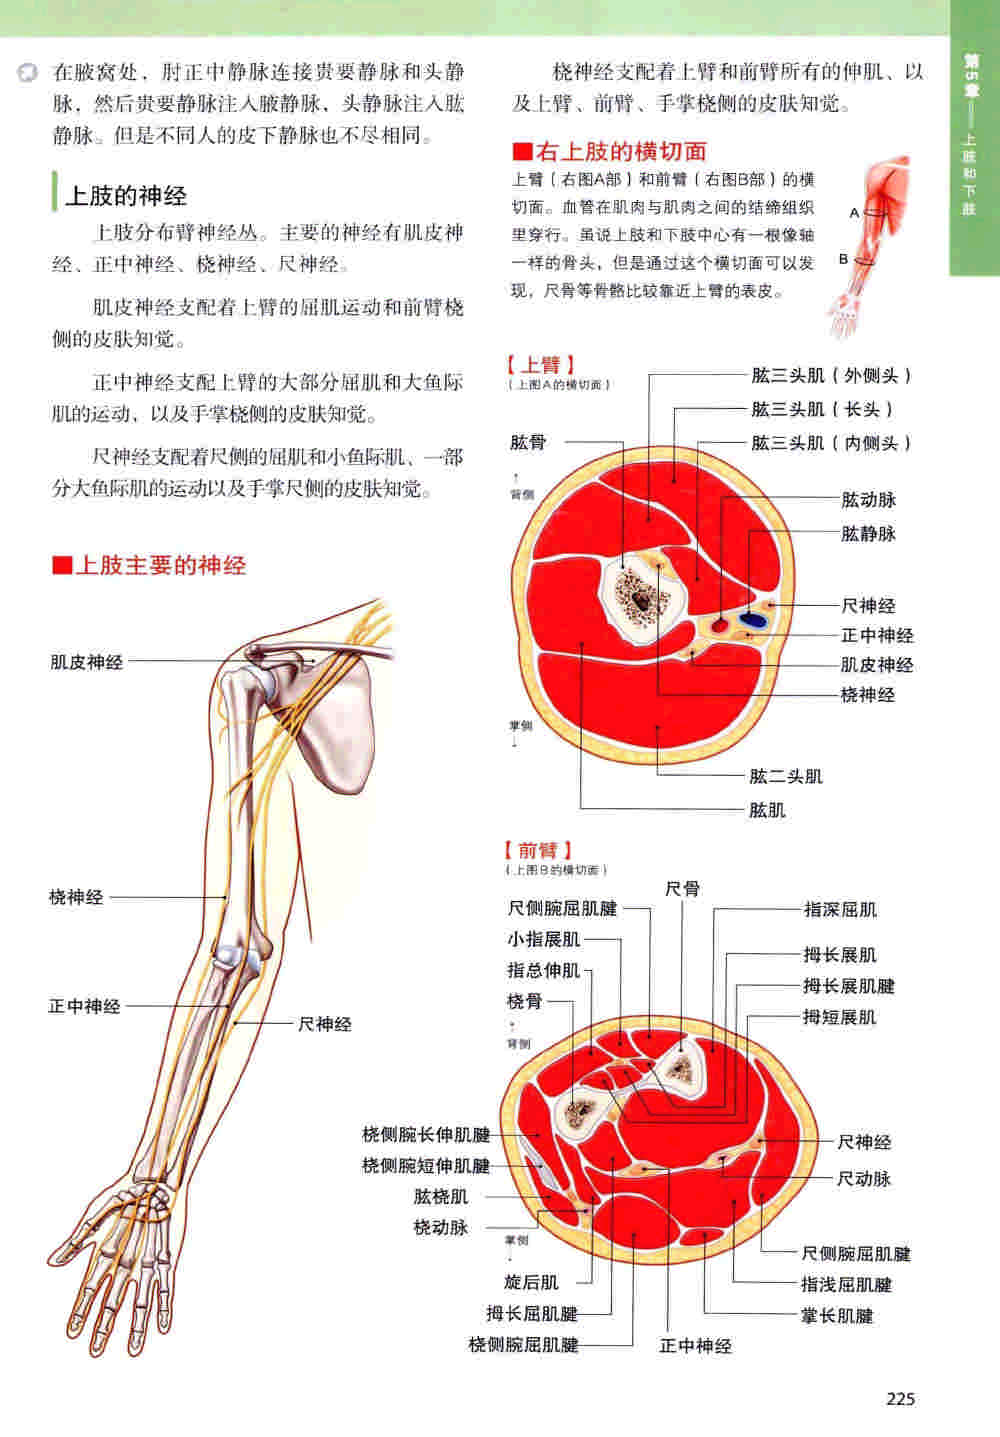 在腋窝处，肘正中静脉连接贵要静脉和头静
脉，然后贵要静脉注入腋静脉，头静脉注入肱
静脉。但是不同人的皮下静脉也不尽相同。
上肢的神经
上肢分布臂神经丛。主要的神经有肌皮神
经、正中神经、桡神经、尺神经。
肌皮神经支配着上臂的屈肌运动和前臂桡
侧的皮肤知觉。
正中神经支配上臂的大部分屈肌和大鱼际
肌的运动，以及手掌桡侧的皮肤知觉。
尺神经支配着尺侧的屈肌和小鱼际肌、一部
分大鱼际肌的运动以及手掌尺侧的皮肤知觉。
■上肢主要的神经
肌皮神经
桡神经
正中神经
尺神经
桡神经支配着上臂和前臂所有的伸肌、以
及上臂、前臂、手掌桡侧的皮肤知觉。
■右上肢的横切面
上臂（右图A部）和前臂（右图B部）的横
切面。血管在肌肉与肌肉之间的结缔组织
里穿行。虽说上肢和下肢中心有一根像轴
一样的骨头，但是通过这个横切面可以发
现，尺骨等骨骼比较靠近上臂的表皮。
A
B
【上臂】
（上图A的横切面）
肱三头肌（外侧头）
肱三头肌（长头）
肱三头肌（内侧头）
肱骨
↑
背侧
肱动脉
肱静脉
尺神经
正中神经
肌皮神经
桡神经
掌侧
↓
肱二头肌
肱肌
【前臂】
（上图B的横切面）
尺骨
尺侧腕屈肌腱
小指展肌
指总伸肌
桡骨
背侧
指深屈肌
拇长展肌
拇长展肌腱
拇短展肌
桡侧腕长伸肌腱
桡侧腕短伸肌腱
肱桡肌
桡动脉
掌侧
旋后肌
拇长屈肌腱
桡侧腕屈肌腱
正中神经
尺神经
尺动脉
尺侧腕屈肌腱
指浅屈肌腱
掌长肌腱
第5章——上肢和下肢
225